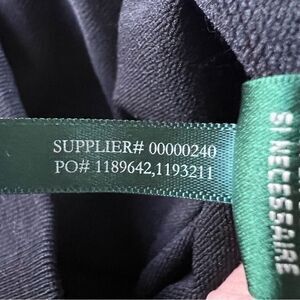 SUPPLIER# 00000240
PO# 1189642,1193211
SI NECESSAIRE